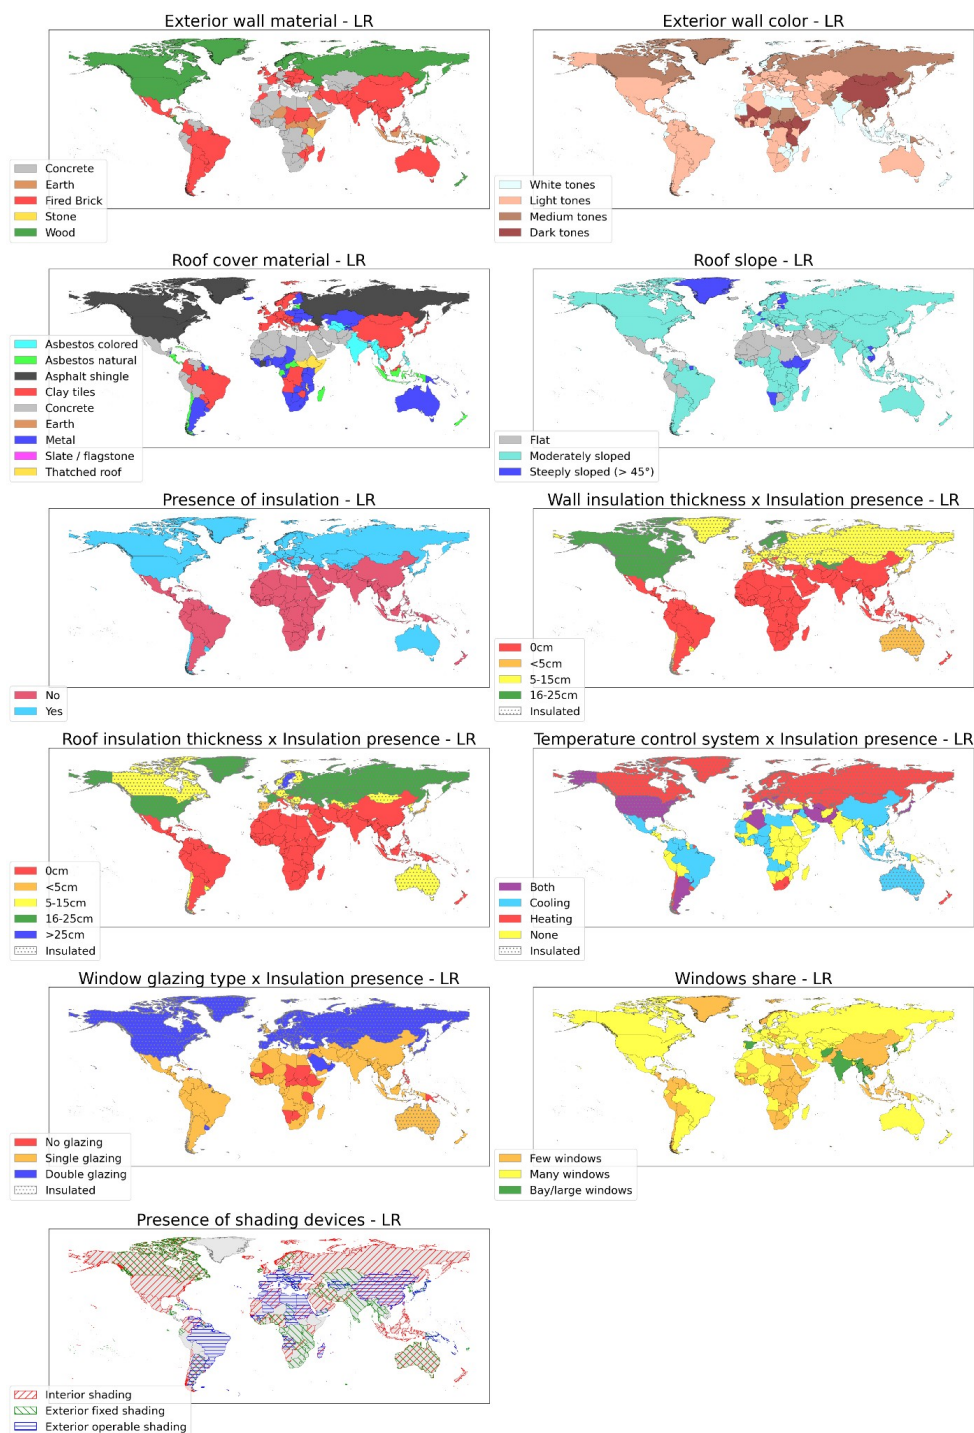 Exterior wall material - LR
Concrete
Earth
Fired Brick
Stone
Wood
Exterior wall color - LR
White tones
Light tones
Medium tones
Dark tones
Roof cover material - LR
Asbestos colored
Asbestos natural
Asphalt shingle
Clay tiles
Concrete
Earth
Metal
Slate / flagstone
Thatched roof
Roof slope - LR
Flat
Moderately sloped
Steeply sloped (> 45°)
Presence of insulation - LR
No
Yes
Wall insulation thickness x Insulation presence - LR
0cm
<5cm
5-15cm
16-25cm
Insulated
Roof insulation thickness x Insulation presence - LR
0cm
<5cm
5-15cm
16-25cm
>25cm
Insulated
Temperature control system x Insulation presence - LR
Both
Cooling
Heating
None
Insulated
Window glazing type x Insulation presence - LR
No glazing
Single glazing
Double glazing
Insulated
Windows share - LR
Few windows
Many windows
Bay/large windows
Presence of shading devices - LR
Interior shading
Exterior fixed shading
Exterior operable shading